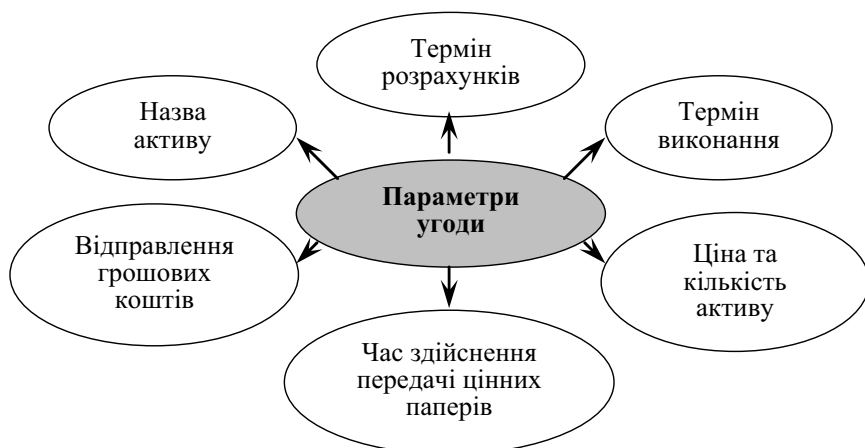 Термін
розрахунків
Назва
активу
Термін
виконання
Параметри
угоди
Відправлення
грошових
коштів
Ціна та
кількість
активу
Час здійснення
передачі цінних
паперів